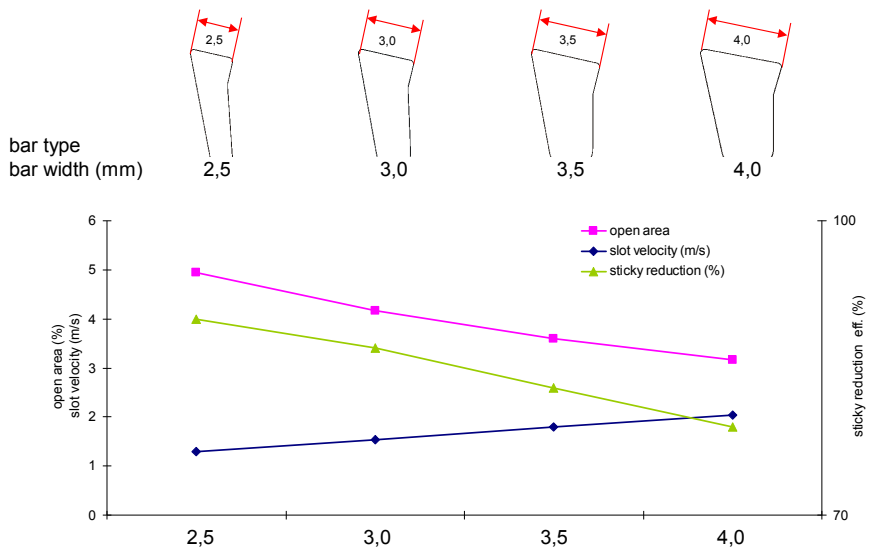 2,5 3,0 3,5 4,0
bar type
bar width (mm) 2,5 3,0 3,5 4,0
6 100
open area
slot velocity (m/s)
sticky reduction (%)
5
4
3
2
1
0 70
open area (%)
slot velocity (m/s)
sticky reduction eff. (%)
2,5 3,0 3,5 4,0